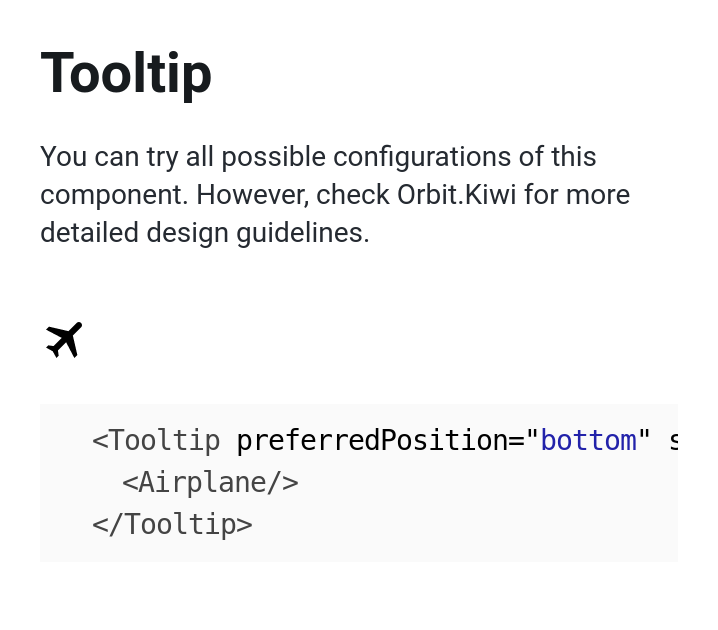 Tooltip
You can try all possible configurations of this
component. However, check Orbit.Kiwi for more
detailed design guidelines.
<Tooltip preferredPosition="bottom" s
<Airplane/>
</Tooltip>